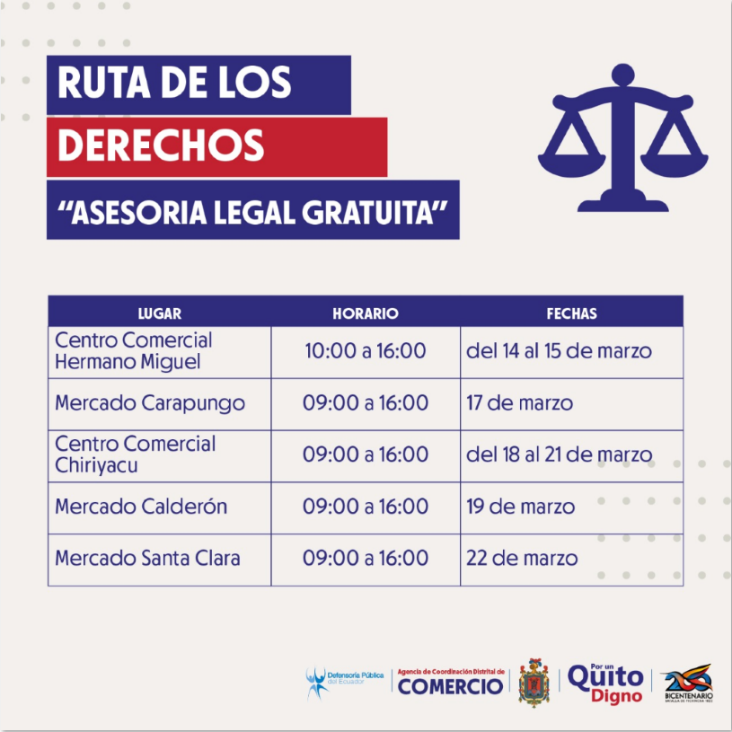 RUTA DE LOS
DERECHOS
“ASESORIA LEGAL GRATUITA”
LUGAR HORARIO FECHAS
Centro Comercial
Hermano Miguel 10:00 a 16:00 del 14 al 15 de marzo
Mercado Carapungo 09:00 a 16:00 17 de marzo
Centro Comercial
Chiriyacu 09:00 a 16:00 del 18 al 21 de marzo
Mercado Calderón 09:00 a 16:00 19 de marzo
Mercado Santa Clara 09:00 a 16:00 22 de marzo
Defensoría Pública
del Ecuador
Agencia de Coordinación Distrital de
COMERCIO
Por un
Quito
Digno
BICENTENARIO